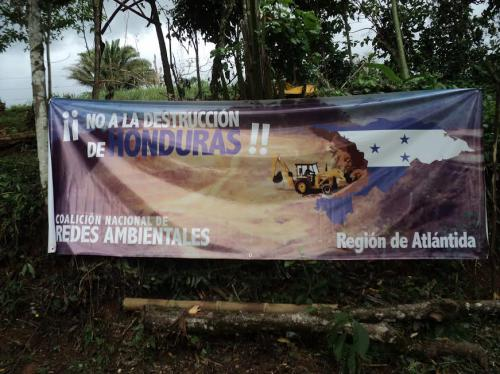 ¡¡ NO A LA DESTRUCCIÓN
DE HONDURAS !!
COALICIÓN NACIONAL DE
REDES AMBIENTALES
Región de Atlántida